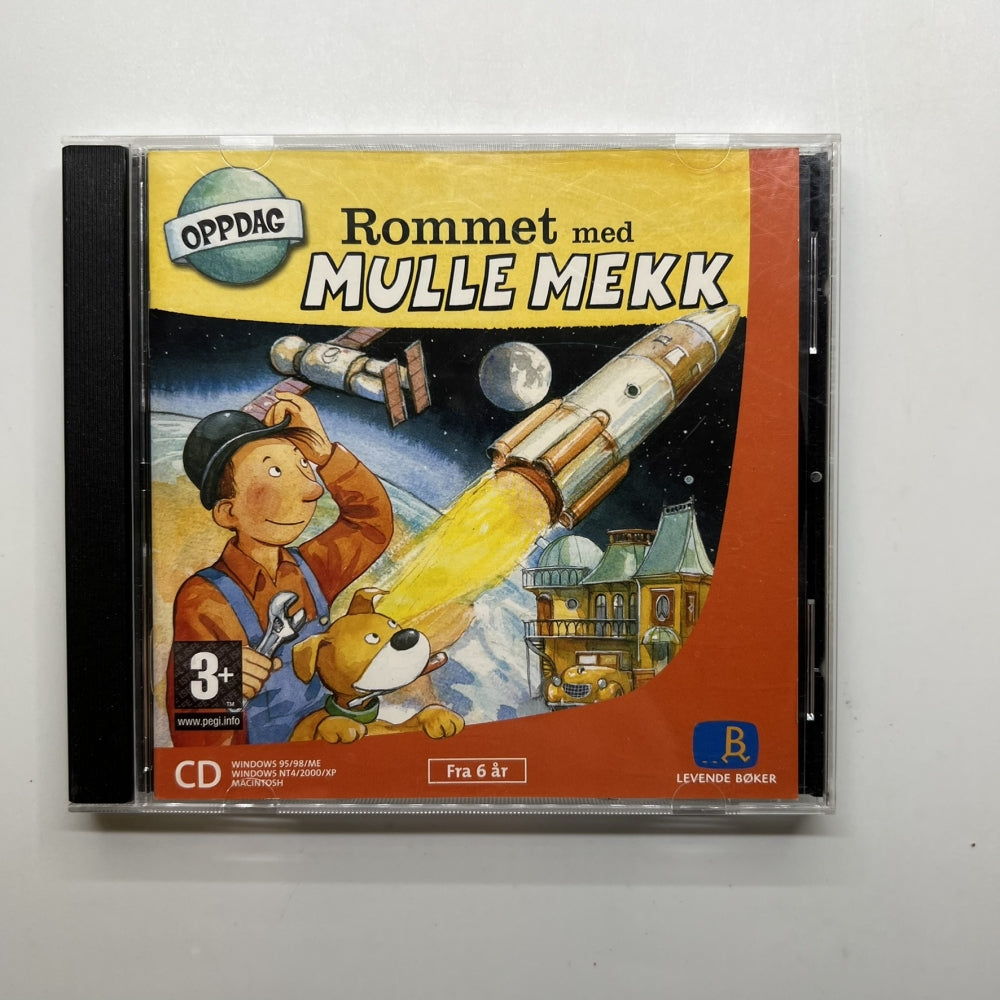 OPPDAG
Rommet med
MULLE MEKK
3+
TM
www.pegi.info
CD
WINDOWS 95/98/ME
WINDOWS NT4/2000/XP
MACINTOSH
Fra 6 år
B
LEVENDE BØKER